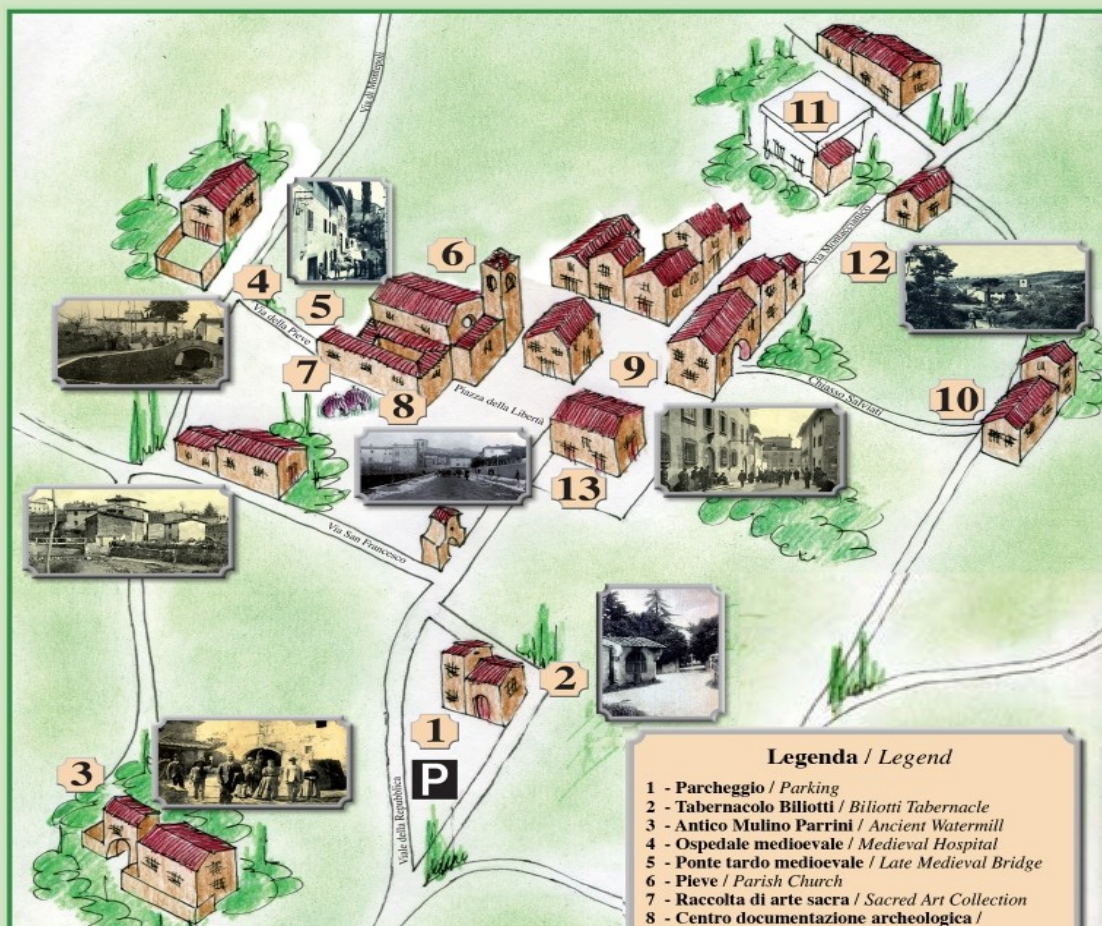 Via di Montepoli
11
Via Montaccianico
6
4
12
5
Via della Pieve
7
9
8
Piazza della Libertà
Chiasso Salviati
10
13
Via San Francesco
2
1
P
3
Viale della Repubblica
Legenda / Legend
1 - Parcheggio / Parking
2 - Tabernacolo Biliotti / Biliotti Tabernacle
3 - Antico Mulino Parrini / Ancient Watermill
4 - Ospedale medioevale / Medieval Hospital
5 - Ponte tardo medioevale / Late Medieval Bridge
6 - Pieve / Parish Church
7 - Raccolta di arte sacra / Sacred Art Collection
8 - Centro documentazione archeologica /